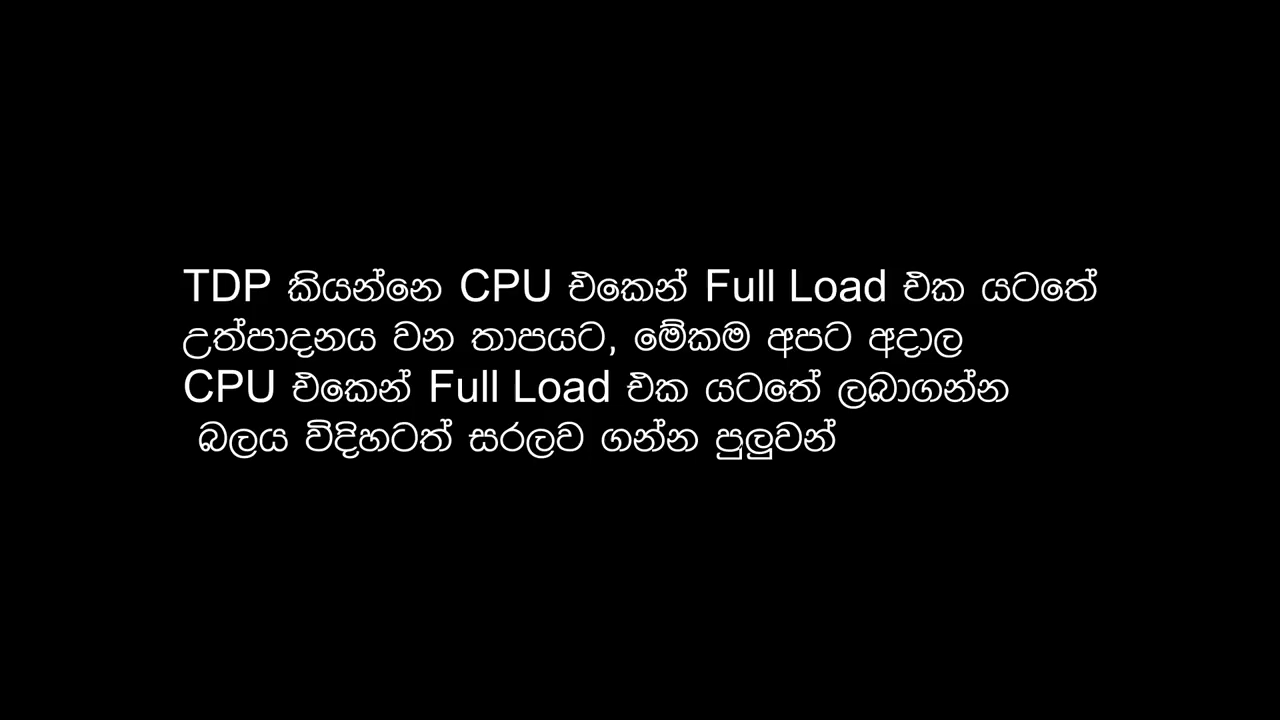 TDP කියන්නෙ CPU එකෙන් Full Load එක යටතේ
උත්පාදනය වන තාපයට, මේකම අපට අදාල
CPU එකෙන් Full Load එක යටතේ ලබාගන්න
බලය විදිහටත් සරලව ගන්න පුලුවන්